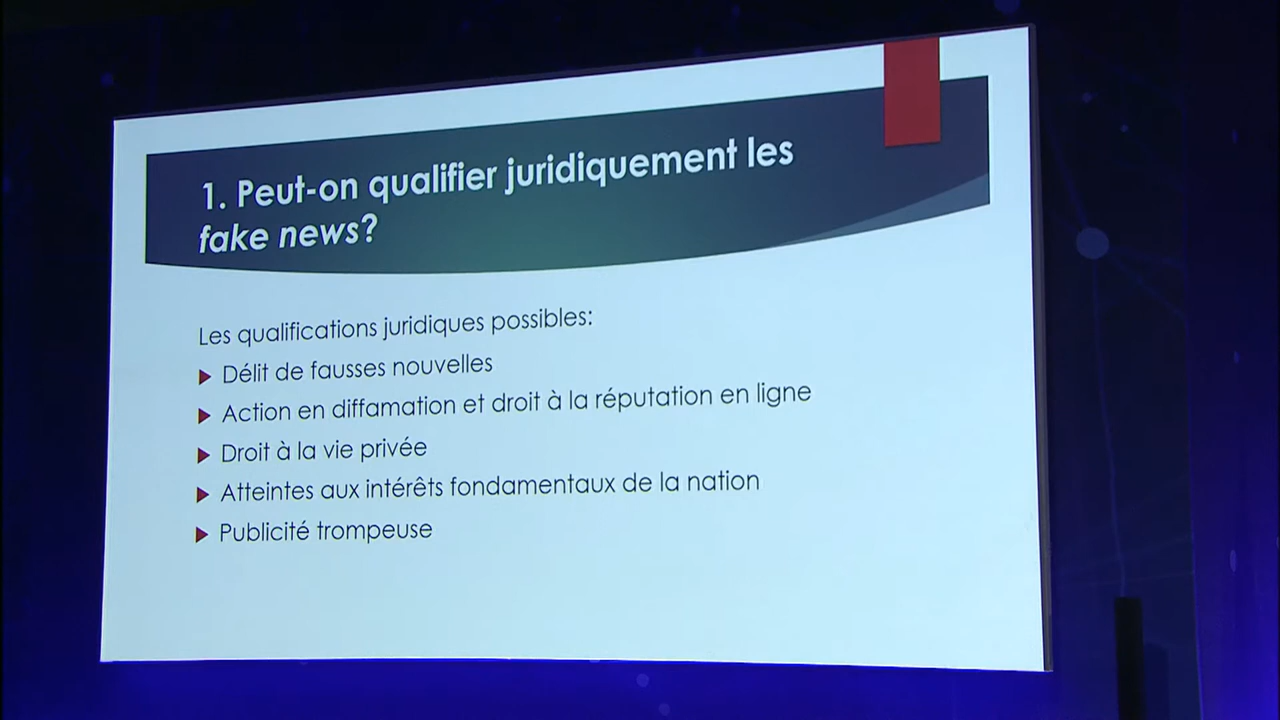 1. Peut-on qualifier juridiquement les
fake news?
Les qualifications juridiques possibles:
Délit de fausses nouvelles
Action en diffamation et droit à la réputation en ligne
Droit à la vie privée
Atteintes aux intérêts fondamentaux de la nation
Publicité trompeuse